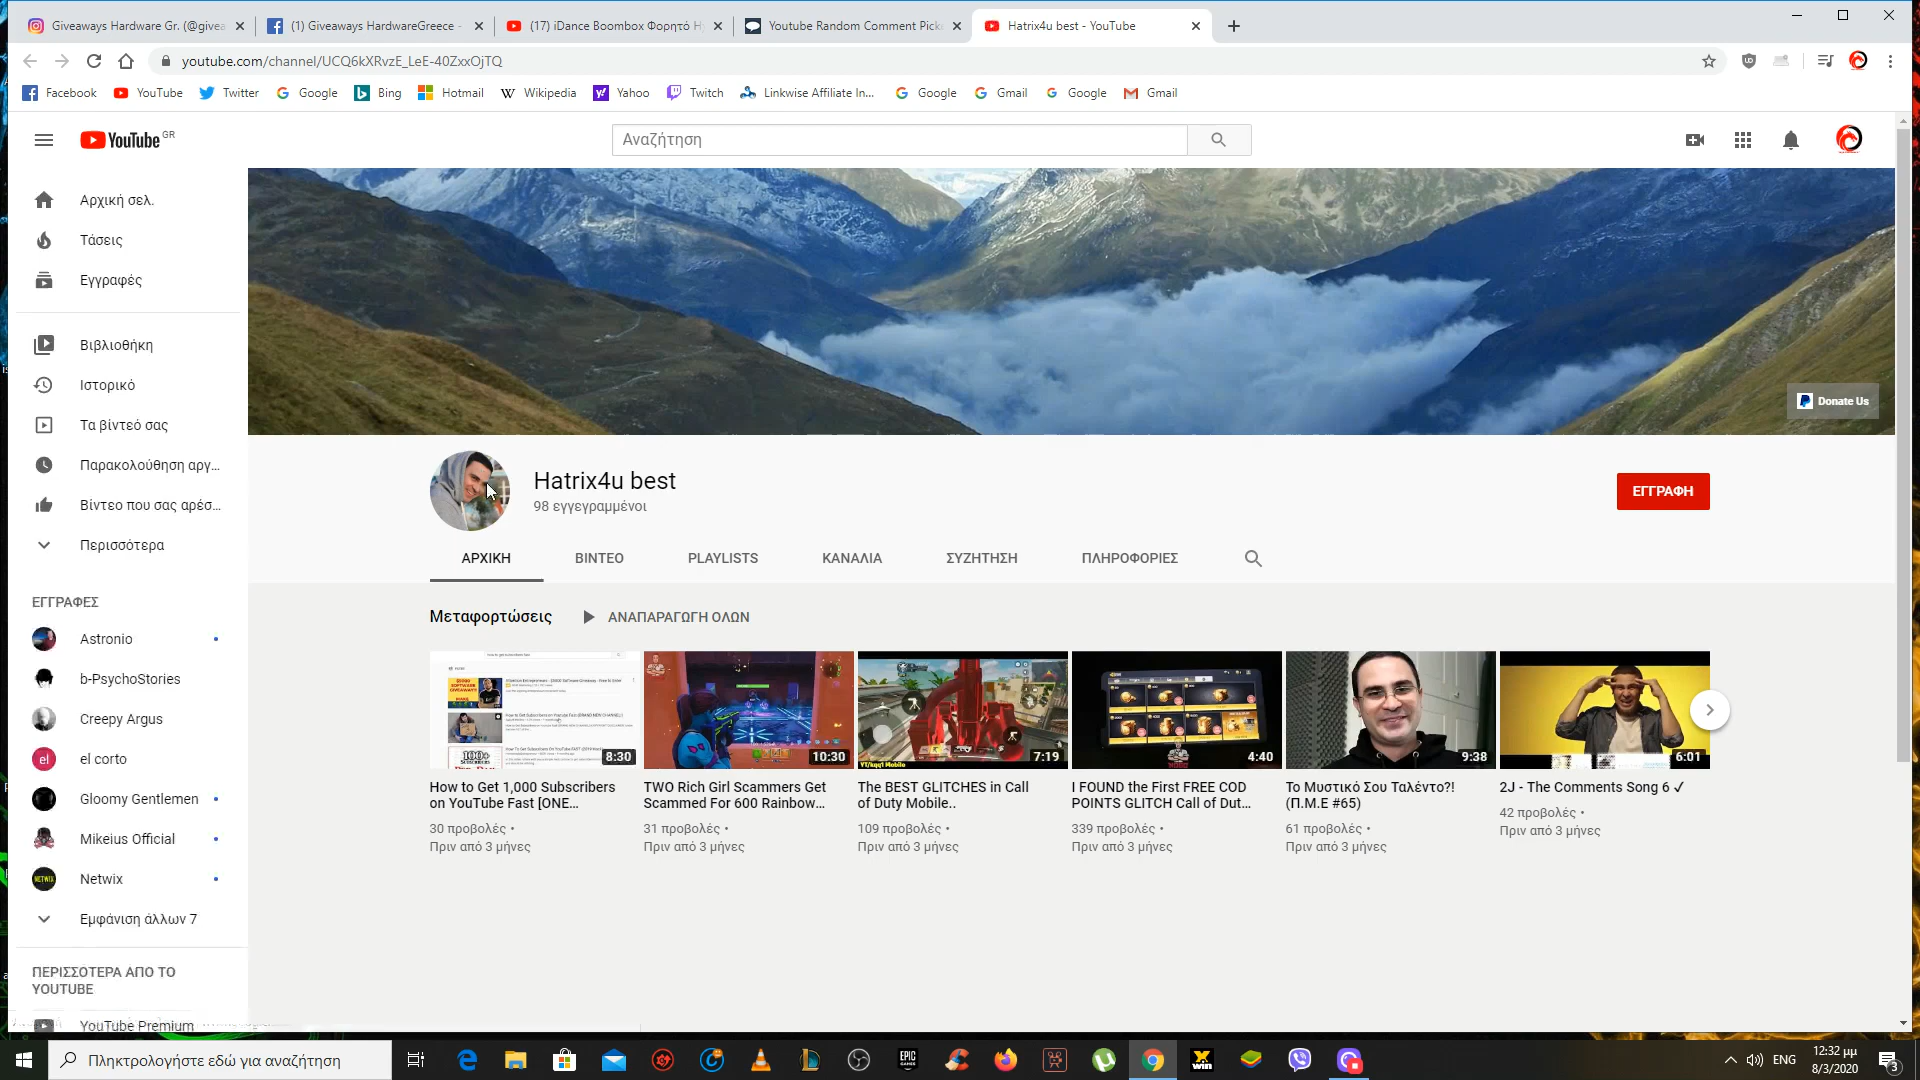 Giveaways Hardware Gr. (@givea
(1) Giveaways HardwareGreece -
(17) iDance Boombox Φορητό Η
Youtube Random Comment Pick
Hatrix4u best - YouTube
youtube.com/channel/UCQ6kXRvzE_LeE-40ZxxOjTQ
Facebook
YouTube
Twitter
Google
Bing
Hotmail
Wikipedia
Yahoo
Twitch
Linkwise Affiliate In...
Google
Gmail
Google
Gmail
YouTube GR
Αναζήτηση
Αρχική σελ.
Τάσεις
Εγγραφές
Βιβλιοθήκη
Ιστορικό
Τα βίντεό σας
Παρακολούθηση αργ...
Βίντεο που σας αρέσ...
Περισσότερα
ΕΓΓΡΑΦΕΣ
Astronio
b-PsychoStories
Creepy Argus
el corto
Gloomy Gentlemen
Mikeius Official
Netwix
Εμφάνιση άλλων 7
ΠΕΡΙΣΣΟΤΕΡΑ ΑΠΟ ΤΟ
YOUTUBE
YouTube Premium
Donate Us
Hatrix4u best
98 εγγεγραμμένοι
ΕΓΓΡΑΦΗ
ΑΡΧΙΚΗ
ΒΙΝΤΕΟ
PLAYLISTS
ΚΑΝΑΛΙΑ
ΣΥΖΗΤΗΣΗ
ΠΛΗΡΟΦΟΡΙΕΣ
Μεταφορτώσεις
ΑΝΑΠΑΡΑΓΩΓΗ ΟΛΩΝ
8:30
10:30
7:19
4:40
9:38
6:01
How to Get 1,000 Subscribers
on YouTube Fast [ONE...
30 προβολές •
Πριν από 3 μήνες
TWO Rich Girl Scammers Get
Scammed For 600 Rainbow...
31 προβολές •
Πριν από 3 μήνες
The BEST GLITCHES in Call
of Duty Mobile..
109 προβολές •
Πριν από 3 μήνες
I FOUND the First FREE COD
POINTS GLITCH Call of Dut...
339 προβολές •
Πριν από 3 μήνες
Το Μυστικό Σου Ταλέντο?!
(Π.Μ.Ε #65)
61 προβολές •
Πριν από 3 μήνες
2J - The Comments Song 6 ✓
42 προβολές •
Πριν από 3 μήνες
Πληκτρολογήστε εδώ για αναζήτηση
ENG
12:32 μμ
8/3/2020
3